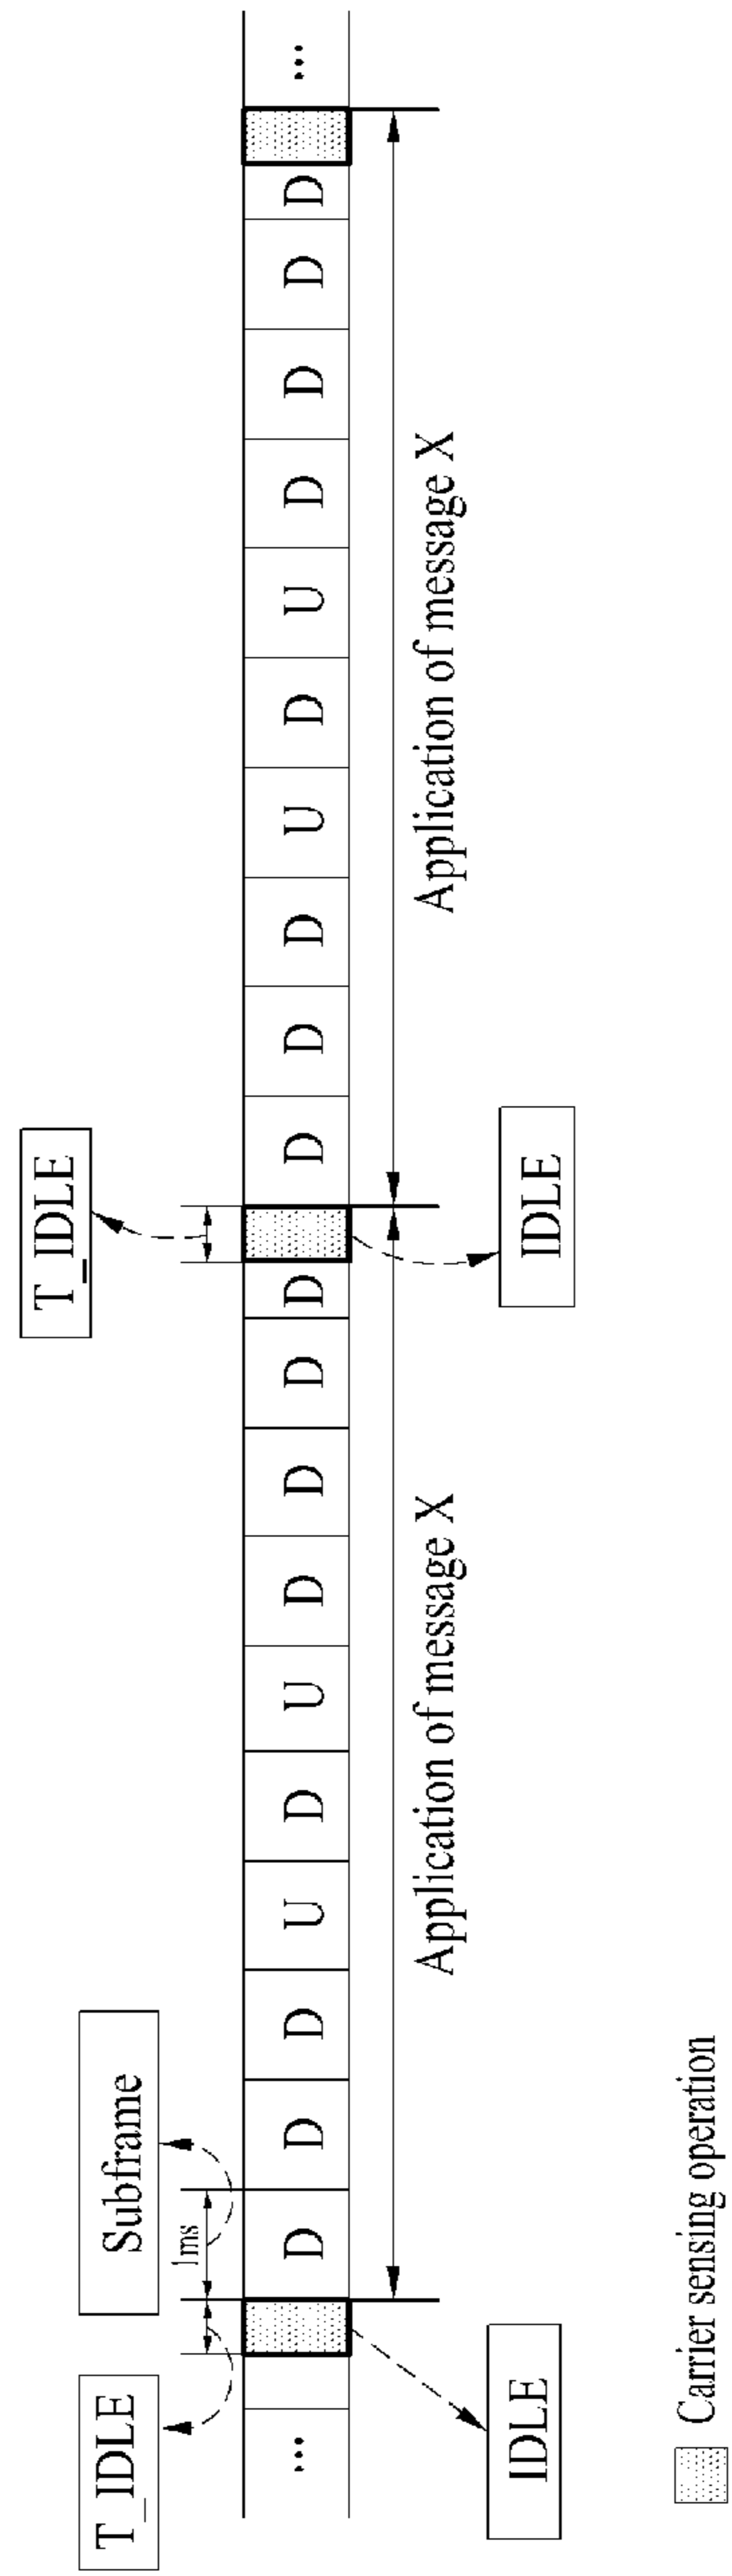 T_IDLE Subframe T_IDLE
1ms
... D D D U D U D D D D D D D U D U D D D D ...
Application of message X Application of message X
IDLE IDLE
Carrier sensing operation